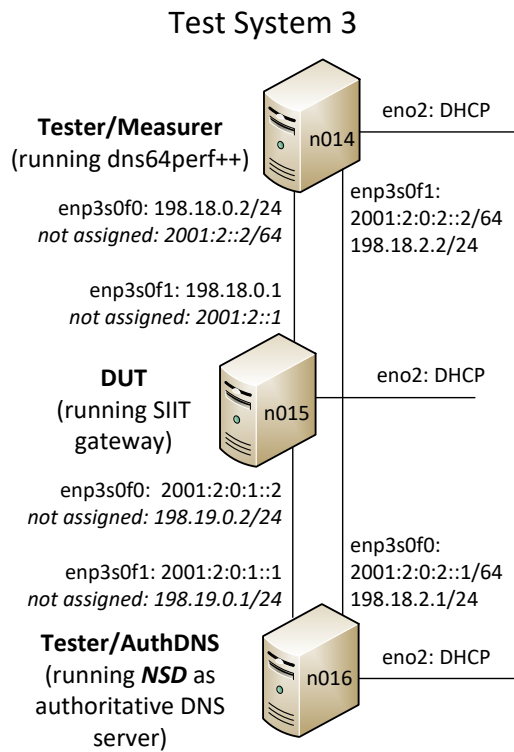 Test System 3
eno2: DHCP
Tester/Measurer
(running dns64perf++)
n014
enp3s0f0: 198.18.0.2/24
not assigned: 2001:2::2/64
enp3s0f1:
2001:2:0:2::2/64
198.18.2.2/24
enp3s0f1: 198.18.0.1
not assigned: 2001:2::1
DUT
(running SIIT
gateway)
n015
eno2: DHCP
enp3s0f0:  2001:2:0:1::2
not assigned: 198.19.0.2/24
enp3s0f1: 2001:2:0:1::1
not assigned: 198.19.0.1/24
enp3s0f0:
2001:2:0:2::1/64
198.18.2.1/24
Tester/AuthDNS
(running NSD as
authoritative DNS
server)
n016
eno2: DHCP